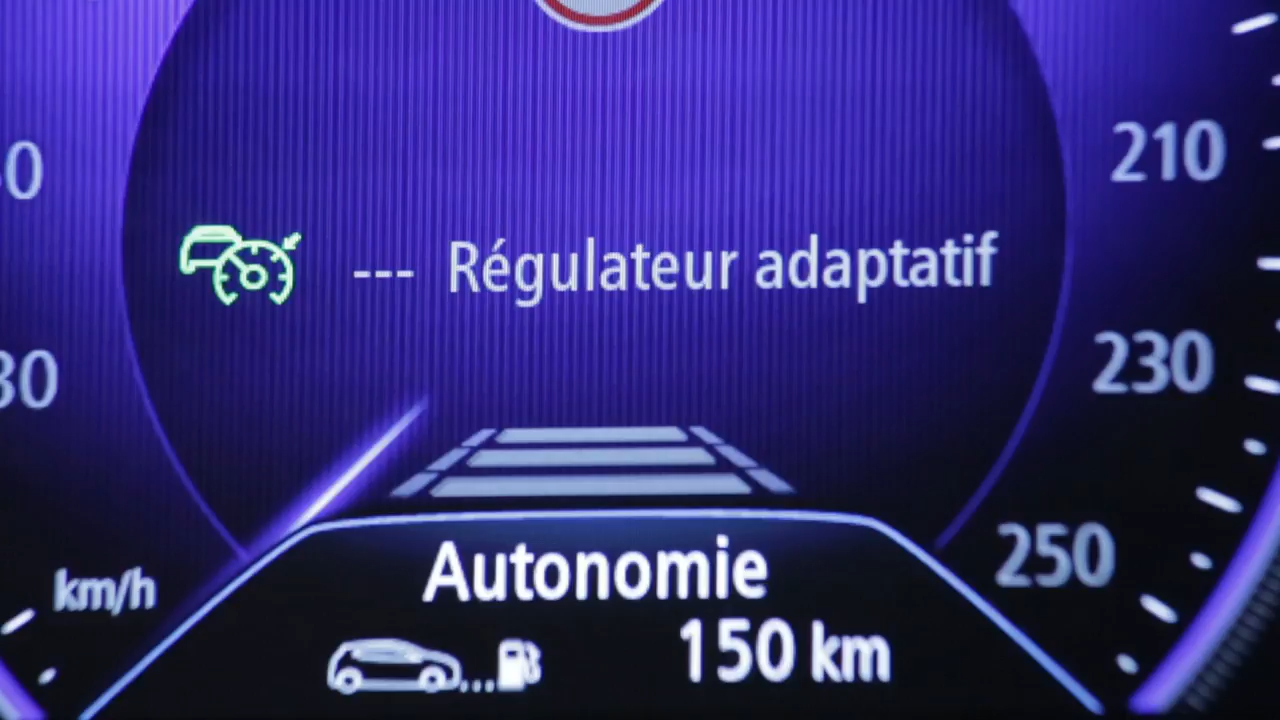 210
--- Régulateur adaptatif
230
250
km/h
Autonomie
150 km